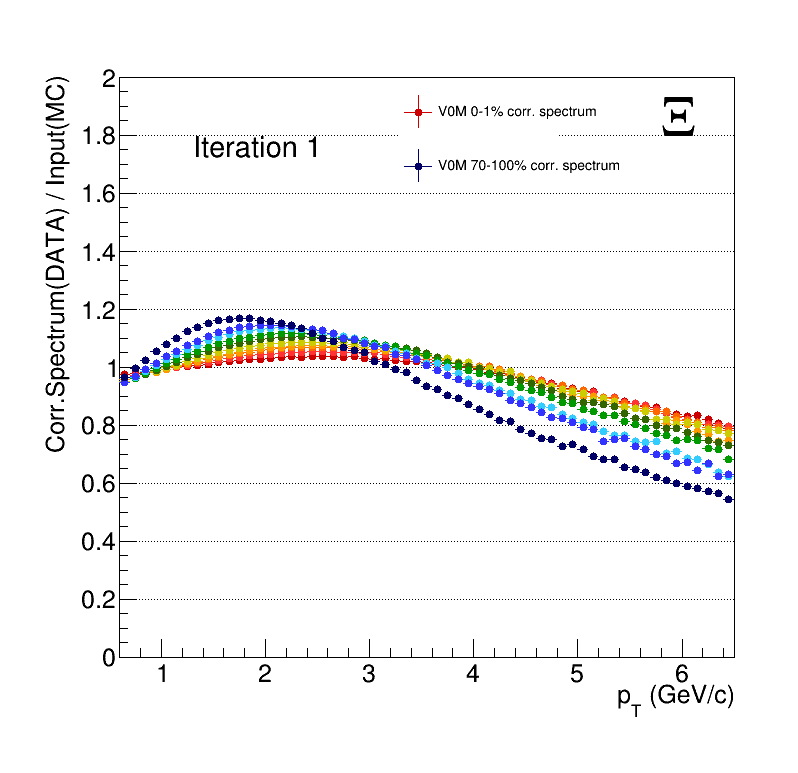 Corr.Spectrum(DATA) / Input(MC)
2
1.8
1.6
1.4
1.2
1
0.8
0.6
0.4
0.2
0
Iteration 1
V0M 0-1% corr. spectrum
V0M 70-100% corr. spectrum
Ξ
1 2 3 4 5 6
p_T (GeV/c)